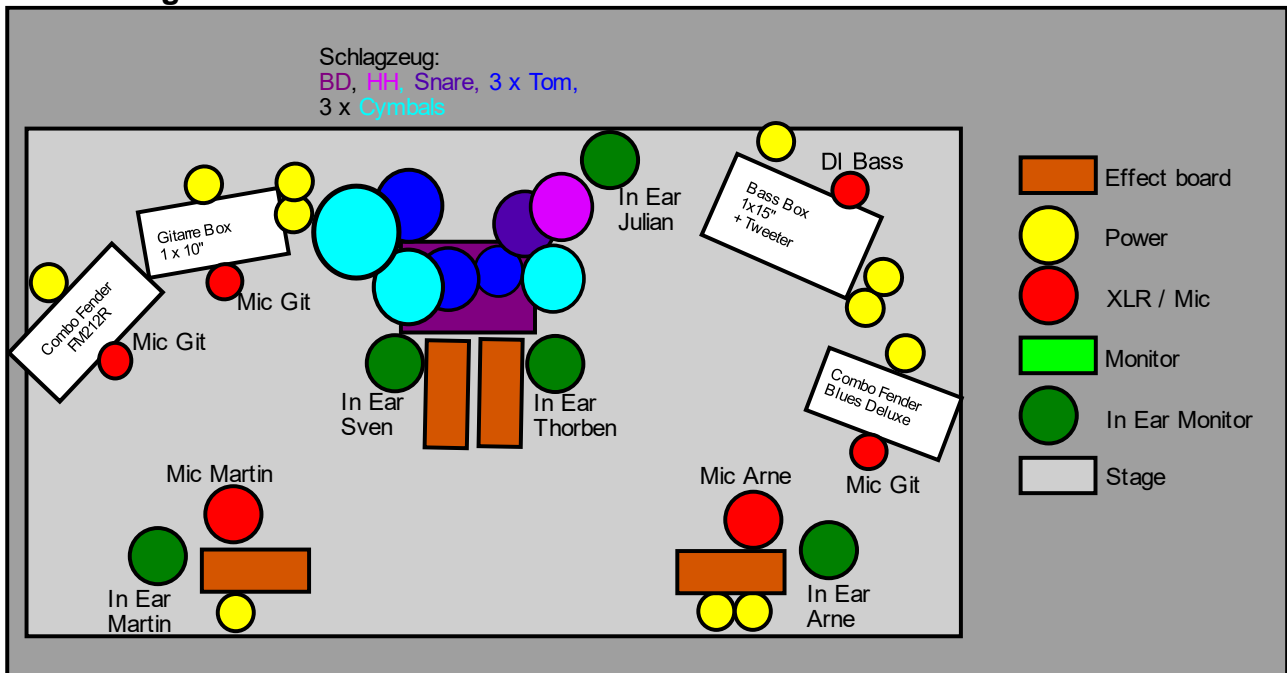 Schlagzeug:
BD, HH, Snare, 3 x Tom,
3 x Cymbals
In Ear
Julian
DI Bass
Bass Box
1x15"
+ Tweeter
Gitarre Box
1 x 10"
Mic Git
Combo Fender
FM212R
Mic Git
In Ear
Sven
In Ear
Thorben
Combo Fender
Blues Deluxe
Mic Git
Mic Martin
In Ear
Martin
Mic Arne
In Ear
Arne
Effect board
Power
XLR / Mic
Monitor
In Ear Monitor
Stage